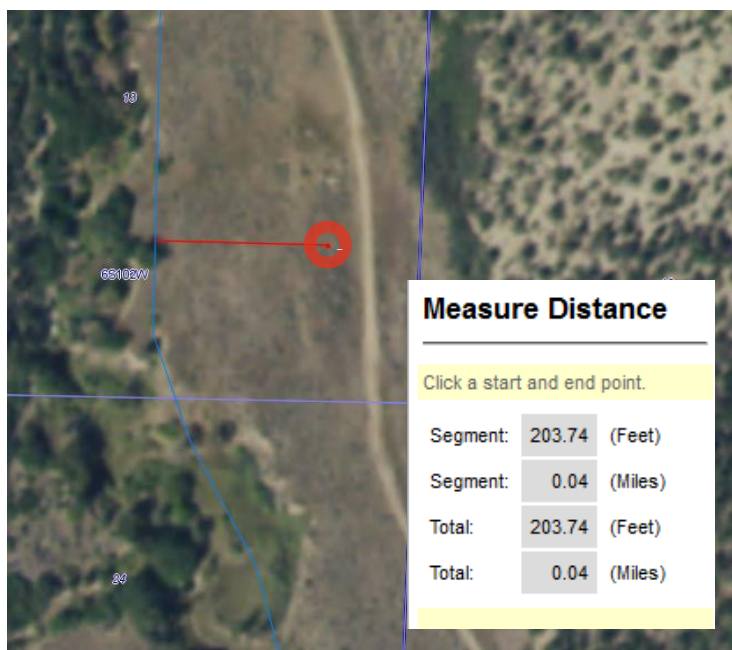 13
6S102W
24
Measure Distance
Click a start and end point.
Segment: 203.74 (Feet)
Segment: 0.04 (Miles)
Total: 203.74 (Feet)
Total: 0.04 (Miles)